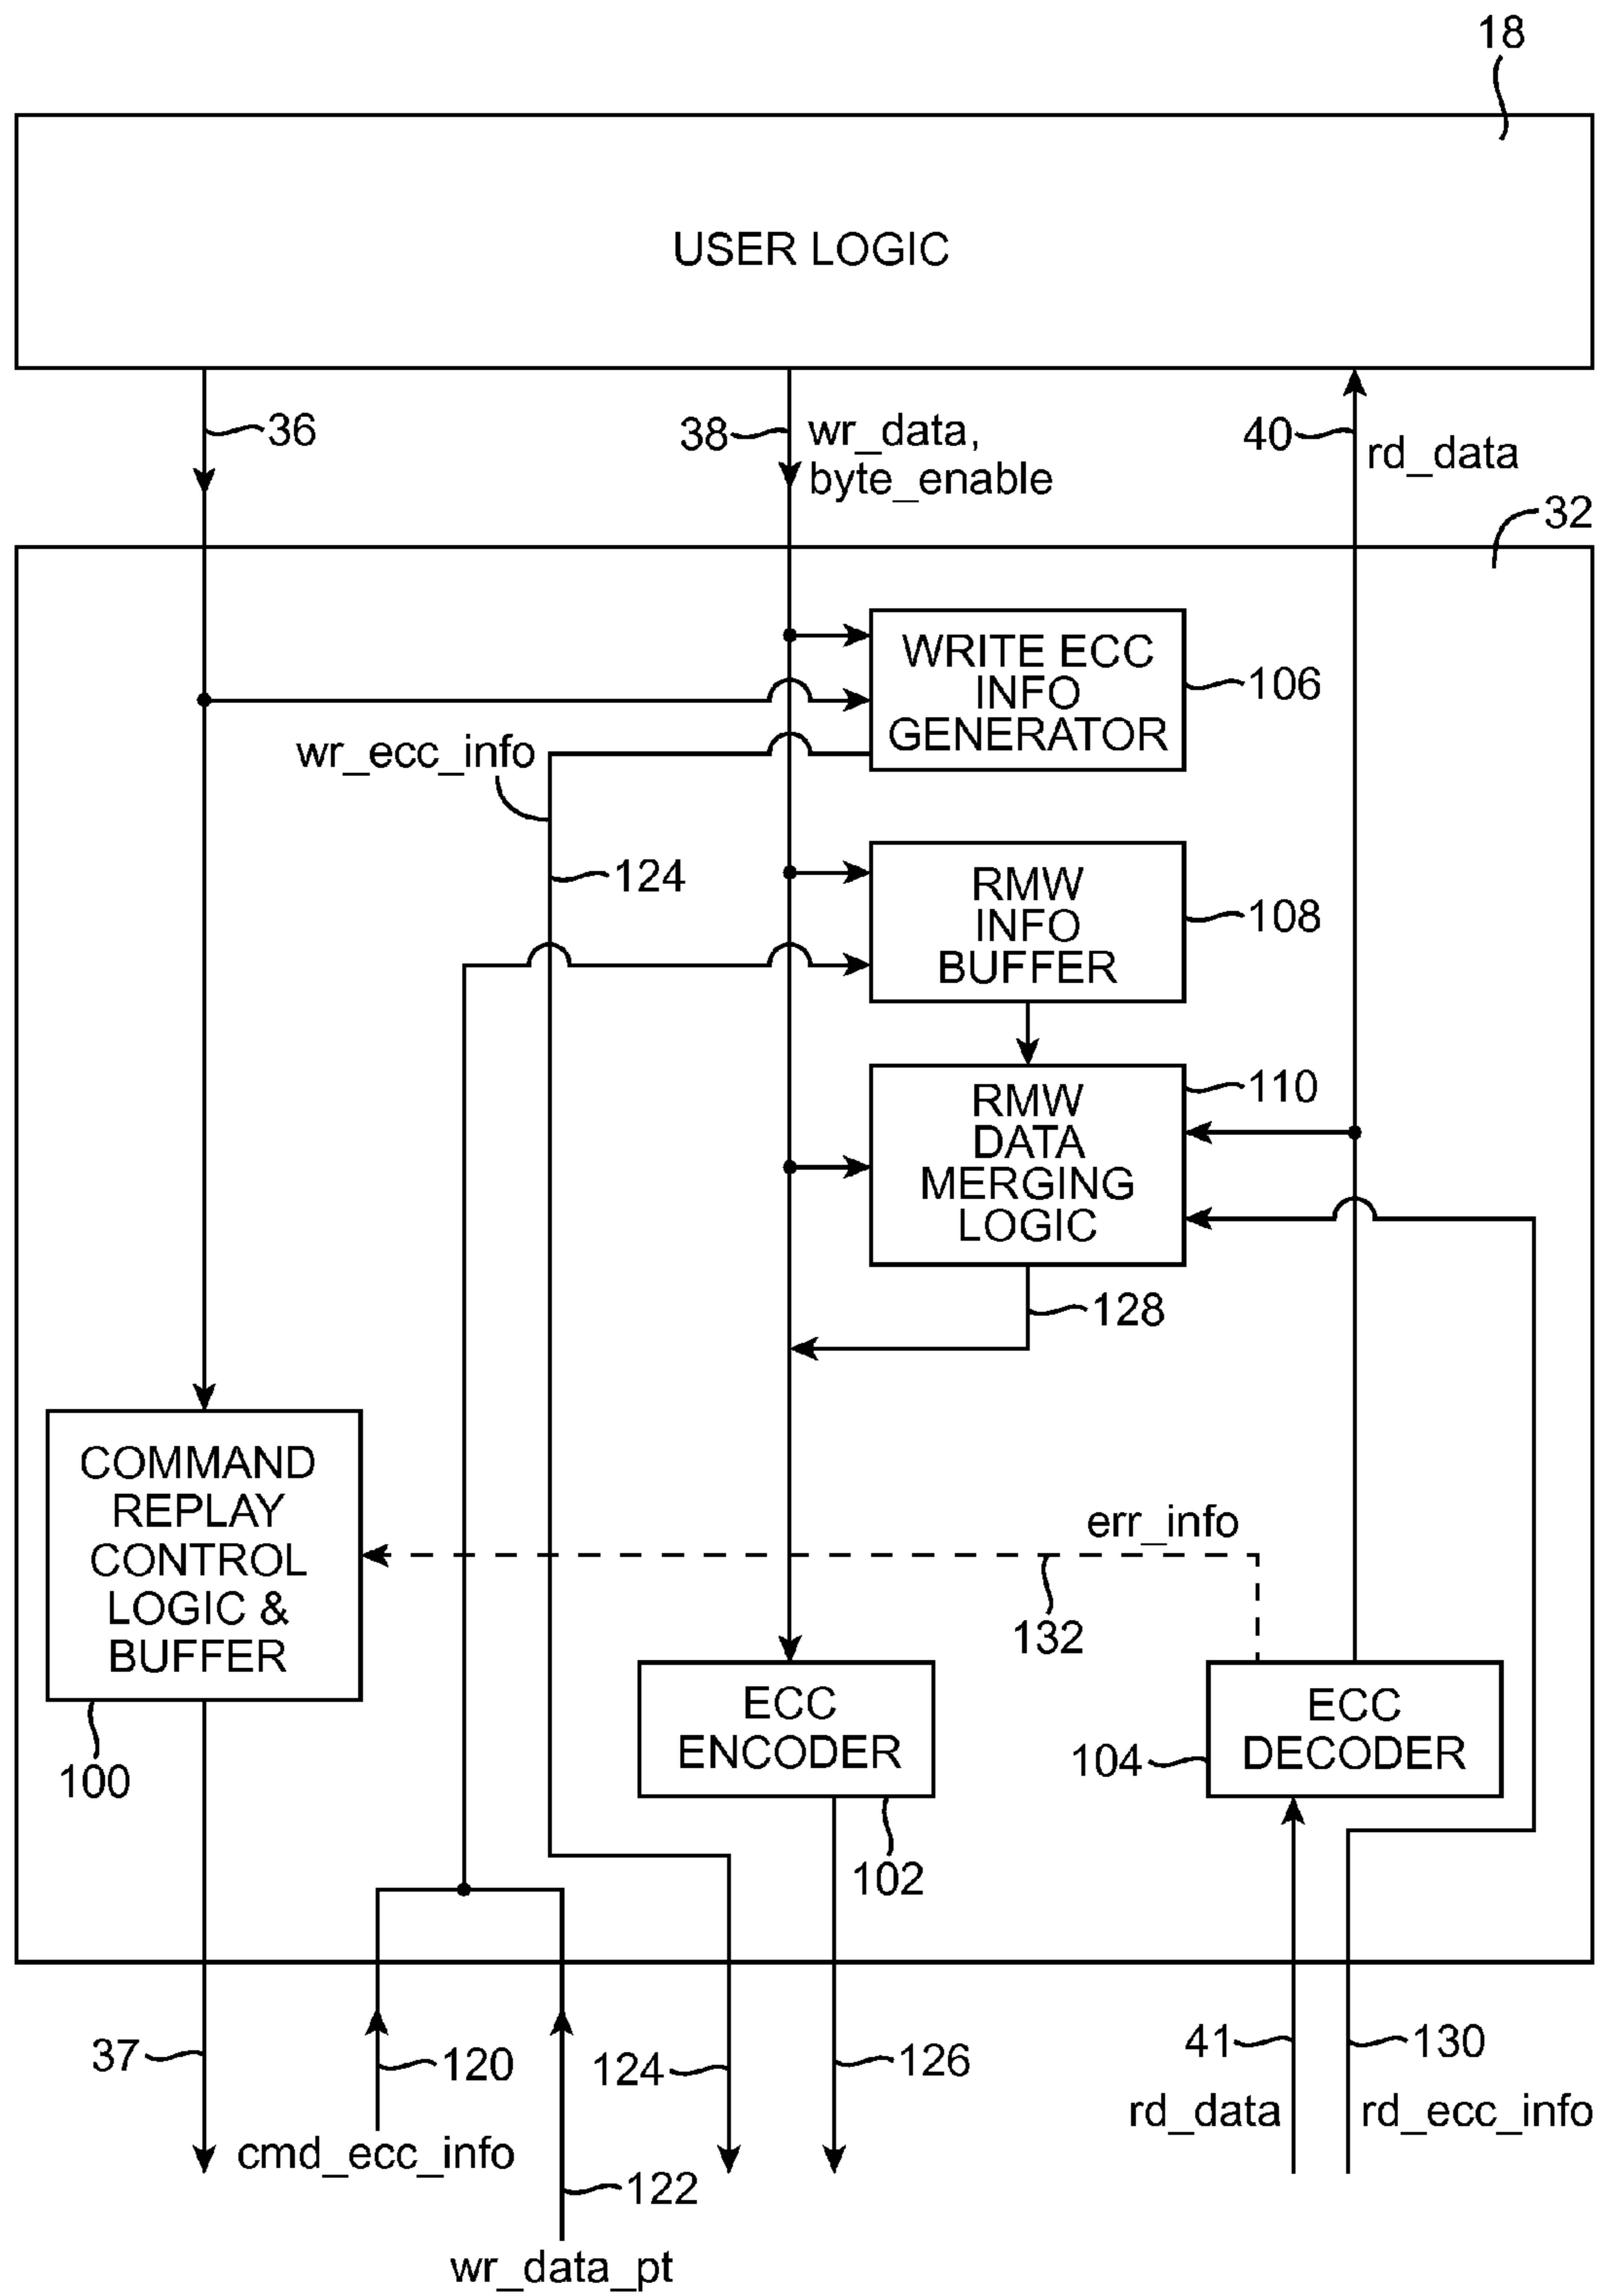 18
USER LOGIC
36
38
wr_data,
byte_enable
40
rd_data
32
WRITE ECC
INFO
GENERATOR
106
wr_ecc_info
124
RMW
INFO
BUFFER
108
RMW
DATA
MERGING
LOGIC
110
128
COMMAND
REPLAY
CONTROL
LOGIC &
BUFFER
100
err_info
132
ECC
ENCODER
102
ECC
DECODER
104
37
120
cmd_ecc_info
122
wr_data_pt
124
126
41
rd_data
130
rd_ecc_info